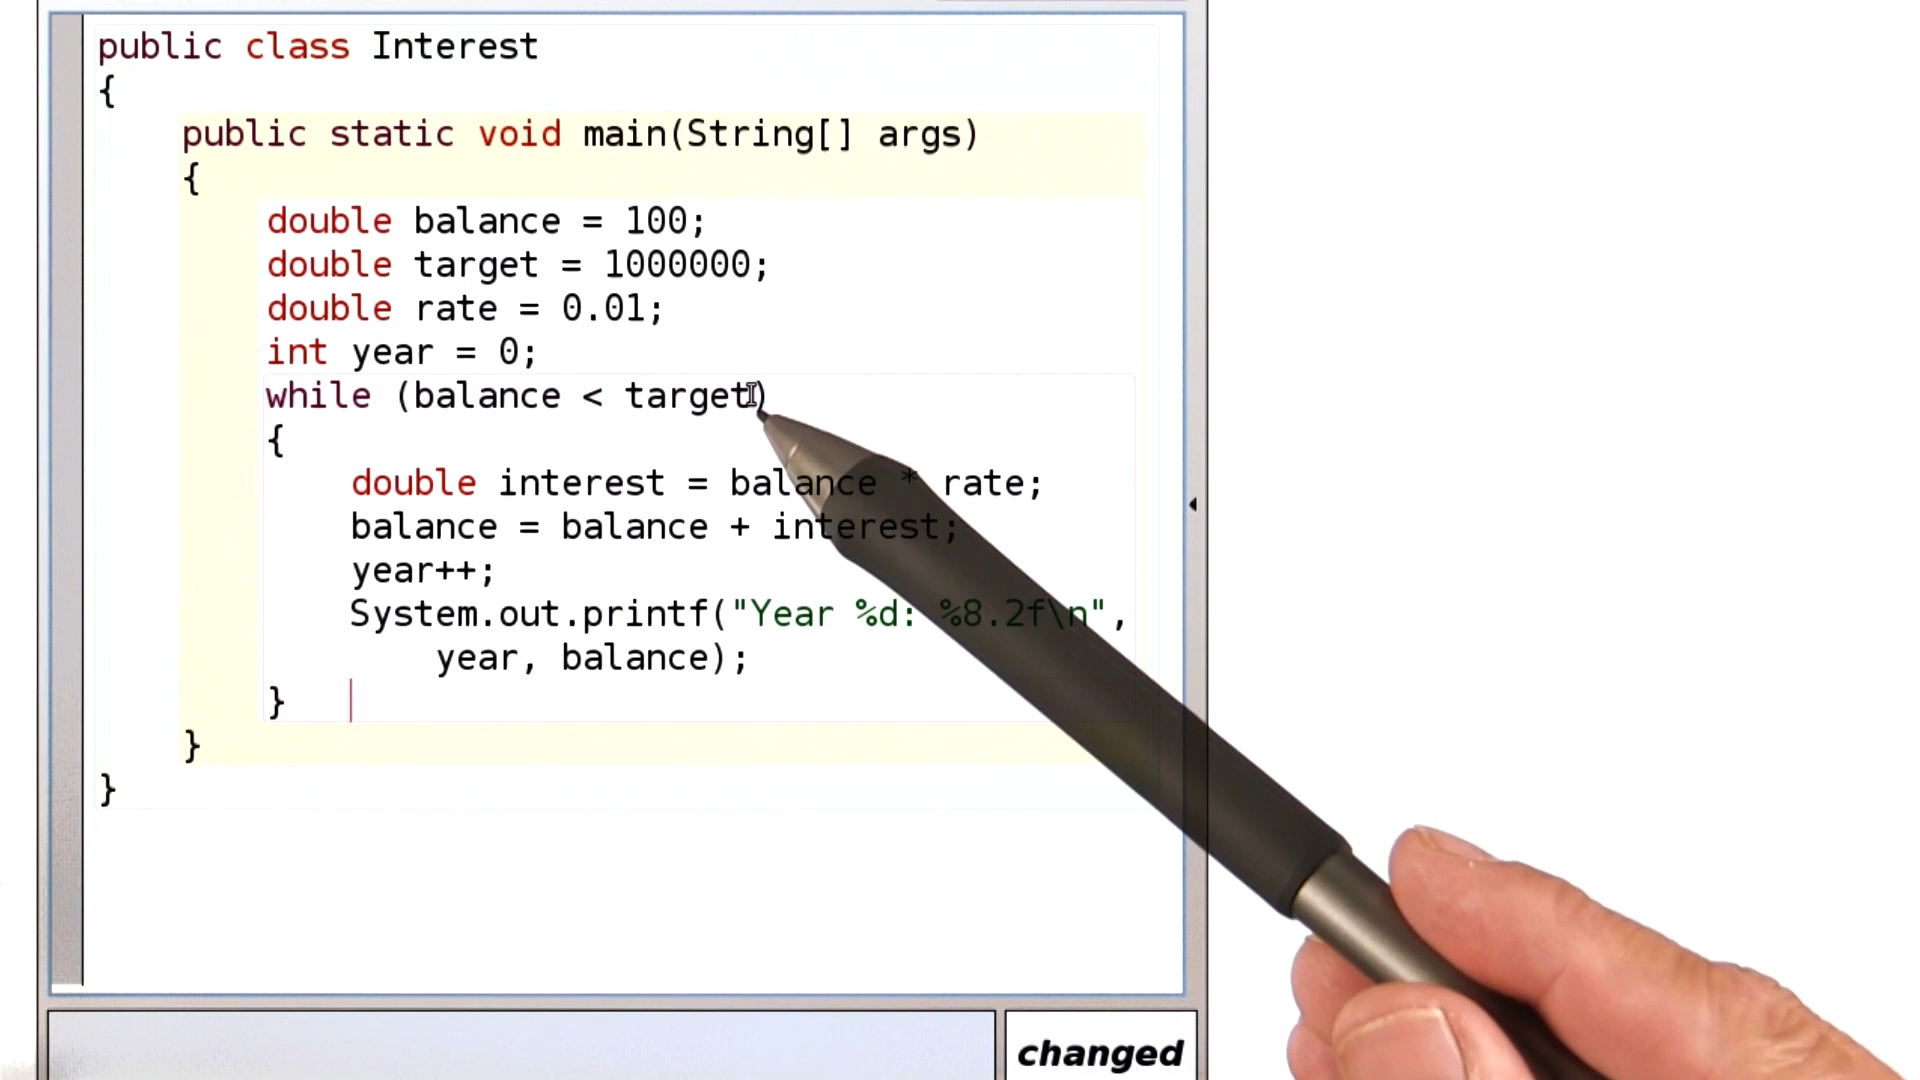 public class Interest
{
public static void main(String[] args)
{
double balance = 100;
double target = 1000000;
double rate = 0.01;
int year = 0;
while (balance < target)
{
double interest = balance * rate;
balance = balance + interest;
year++;
System.out.printf("Year %d: %8.2f\n",
year, balance);
}
}
}
changed